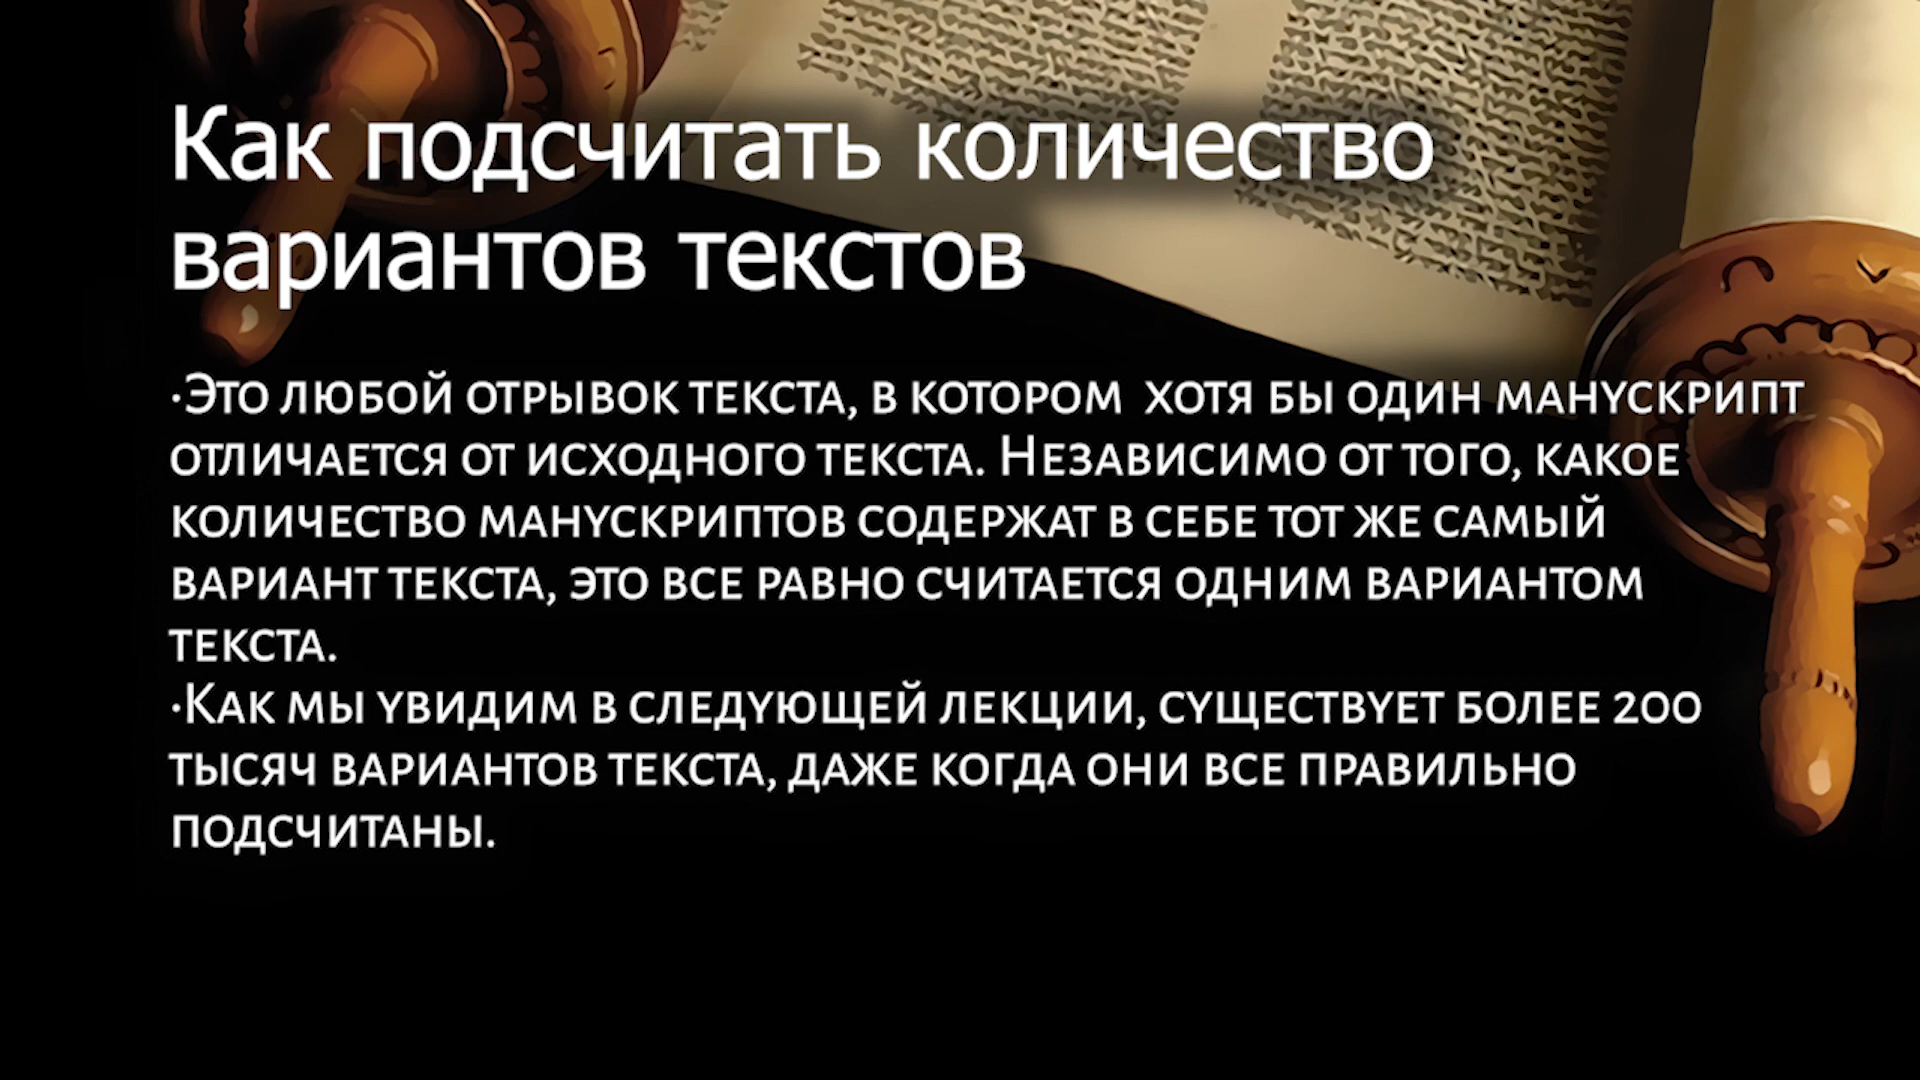 Как подсчитать количество
вариантов текстов
·Это любой отрывок текста, в котором  хотя бы один манускрипт
отличается от исходного текста. Независимо от того, какое
количество манускриптов содержат в себе тот же самый
вариант текста, это все равно считается одним вариантом
текста.
·Как мы увидим в следующей лекции, существует более 200
тысяч вариантов текста, даже когда они все правильно
подсчитаны.